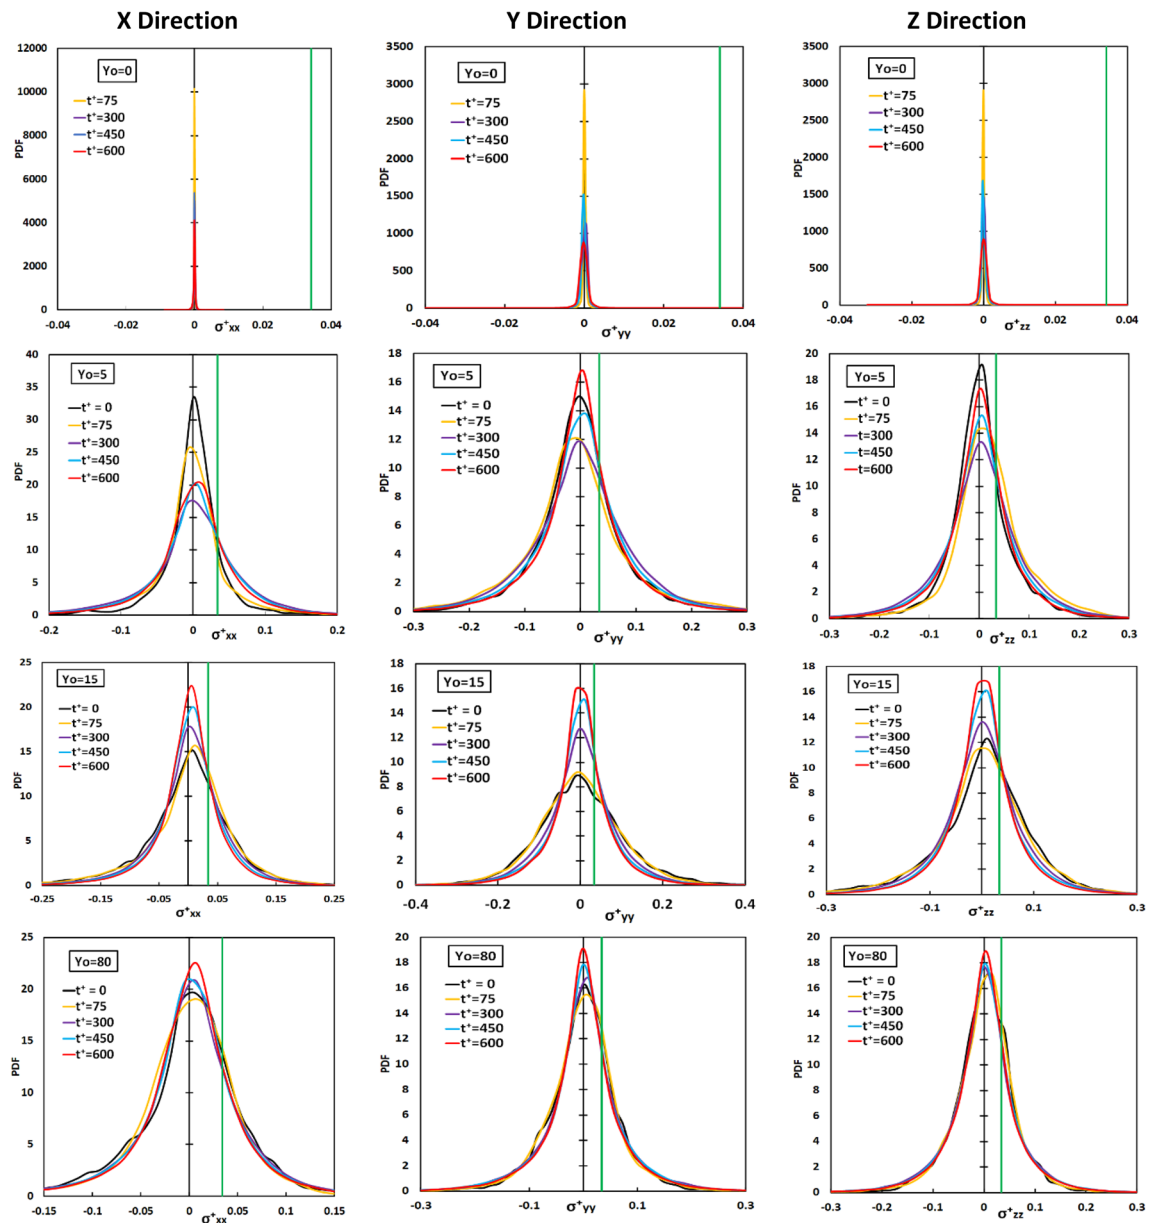 X Direction
Y Direction
Z Direction
12000
10000
8000
6000
4000
2000
0
PDF
Yo=0
t⁺=75
t⁺=300
t⁺=450
t⁺=600
-0.04
-0.02
0
0.02
0.04
σ⁺xx
3500
3000
2500
2000
1500
1000
500
0
PDF
Yo=0
t⁺=75
t⁺=300
t⁺=450
t⁺=600
-0.04
-0.02
0
0.02
0.04
σ⁺yy
3500
3000
2500
2000
1500
1000
500
0
PDF
Yo=0
t⁺=75
t⁺=300
t⁺=450
t⁺=600
-0.04
-0.02
0
0.02
0.04
σ⁺zz
40
35
30
25
20
15
10
5
0
PDF
Yo=5
t⁺ = 0
t⁺=75
t⁺=300
t⁺=450
t⁺=600
-0.2
-0.1
0
0.1
0.2
σ⁺xx
18
16
14
12
10
8
6
4
2
0
PDF
Yo=5
t⁺ = 0
t⁺=75
t⁺=300
t⁺=450
t⁺=600
-0.3
-0.2
-0.1
0
0.1
0.2
0.3
σ⁺yy
20
18
16
14
12
10
8
6
4
2
0
PDF
Yo=5
t⁺ = 0
t⁺=75
t=300
t=450
t=600
-0.3
-0.2
-0.1
0
0.1
0.2
0.3
σ⁺zz
25
20
15
10
5
0
PDF
Yo=15
t⁺ = 0
t⁺=75
t⁺=300
t⁺=450
t⁺=600
-0.25
-0.15
-0.05
0.05
0.15
0.25
σ⁺xx
18
16
14
12
10
8
6
4
2
0
PDF
Yo=15
t⁺ = 0
t⁺=75
t⁺=300
t⁺=450
t⁺=600
-0.4
-0.2
0
0.2
0.4
σ⁺yy
18
16
14
12
10
8
6
4
2
0
PDF
Yo=15
t⁺ = 0
t⁺=75
t⁺=300
t⁺=450
t⁺=600
-0.3
-0.1
0.1
0.3
σ⁺zz
25
20
15
10
5
0
PDF
Yo=80
t⁺ = 0
t⁺=75
t⁺=300
t⁺=450
t⁺=600
-0.15
-0.1
-0.05
0
0.05
0.1
0.15
σ⁺xx
20
18
16
14
12
10
8
6
4
2
0
PDF
Yo=80
t⁺ = 0
t⁺=75
t⁺=300
t⁺=450
t⁺=600
-0.3
-0.1
0.1
0.3
σ⁺yy
20
18
16
14
12
10
8
6
4
2
0
PDF
Yo=80
t⁺ = 0
t⁺=75
t⁺=300
t⁺=450
t⁺=600
-0.3
-0.2
-0.1
0
0.1
0.2
0.3
σ⁺zz